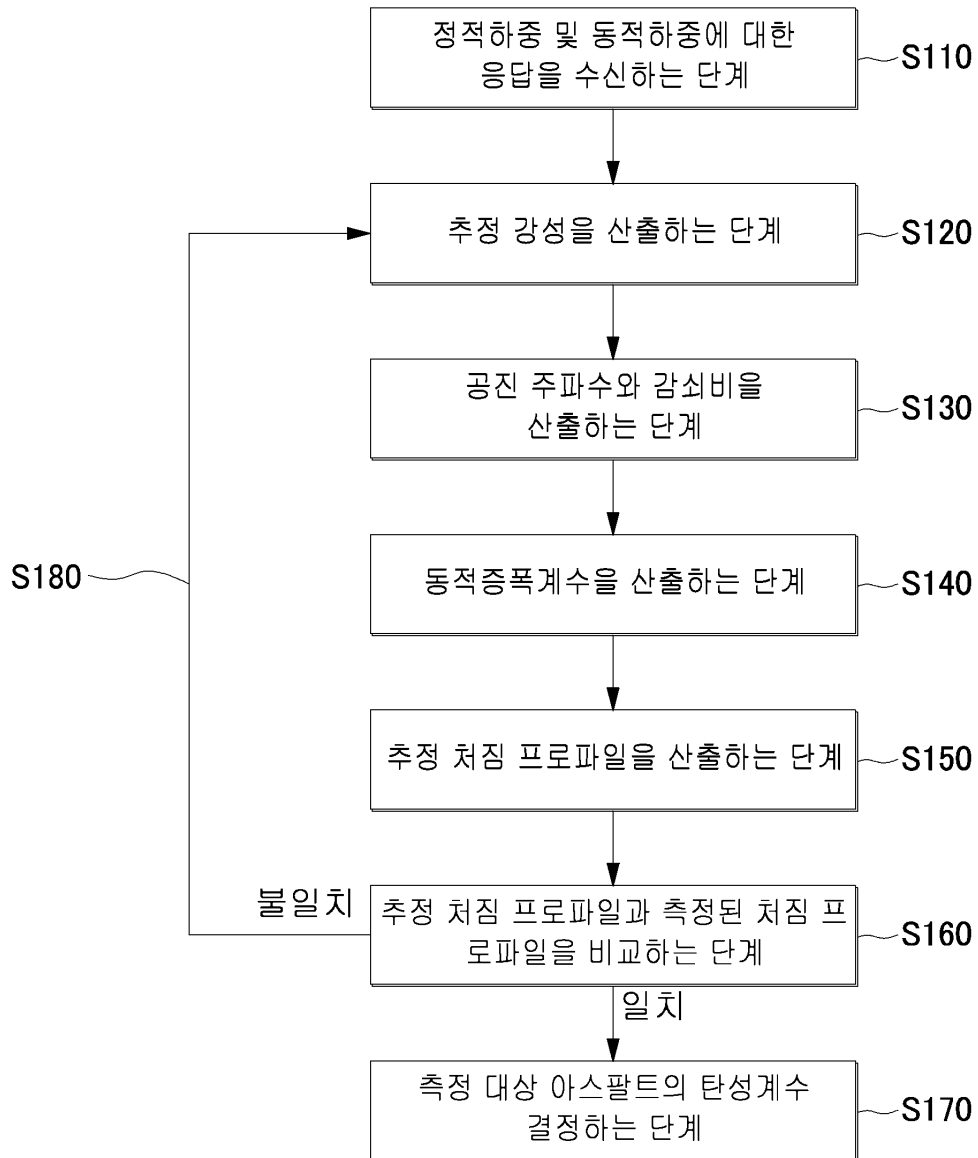 정적하중 및 동적하중에 대한
응답을 수신하는 단계
S110
추정 강성을 산출하는 단계
S120
공진 주파수와 감쇠비을
산출하는 단계
S130
S180
동적증폭계수을 산출하는 단계
S140
추정 처짐 프로파일을 산출하는 단계
S150
불일치
추정 처짐 프로파일과 측정된 처짐 프
로파일을 비교하는 단계
S160
일치
측정 대상 아스팔트의 탄성계수
결정하는 단계
S170